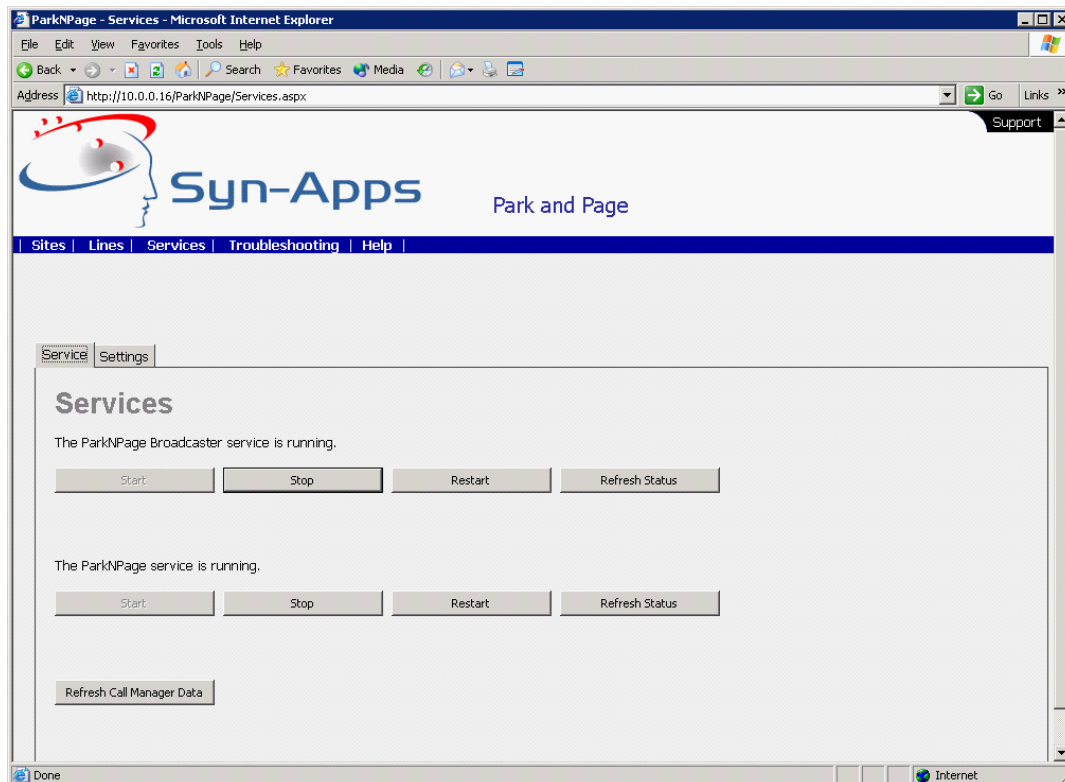 ParkNPage - Services - Microsoft Internet Explorer
File Edit View Favorites Tools Help
Back Search Favorites Media
Address http://10.0.0.16/ParkNPage/Services.aspx Go Links »
Support
Syn-Apps Park and Page
| Sites | Lines | Services | Troubleshooting | Help |
Service Settings
Services
The ParkNPage Broadcaster service is running.
Start Stop Restart Refresh Status
The ParkNPage service is running.
Start Stop Restart Refresh Status
Refresh Call Manager Data
Done Internet